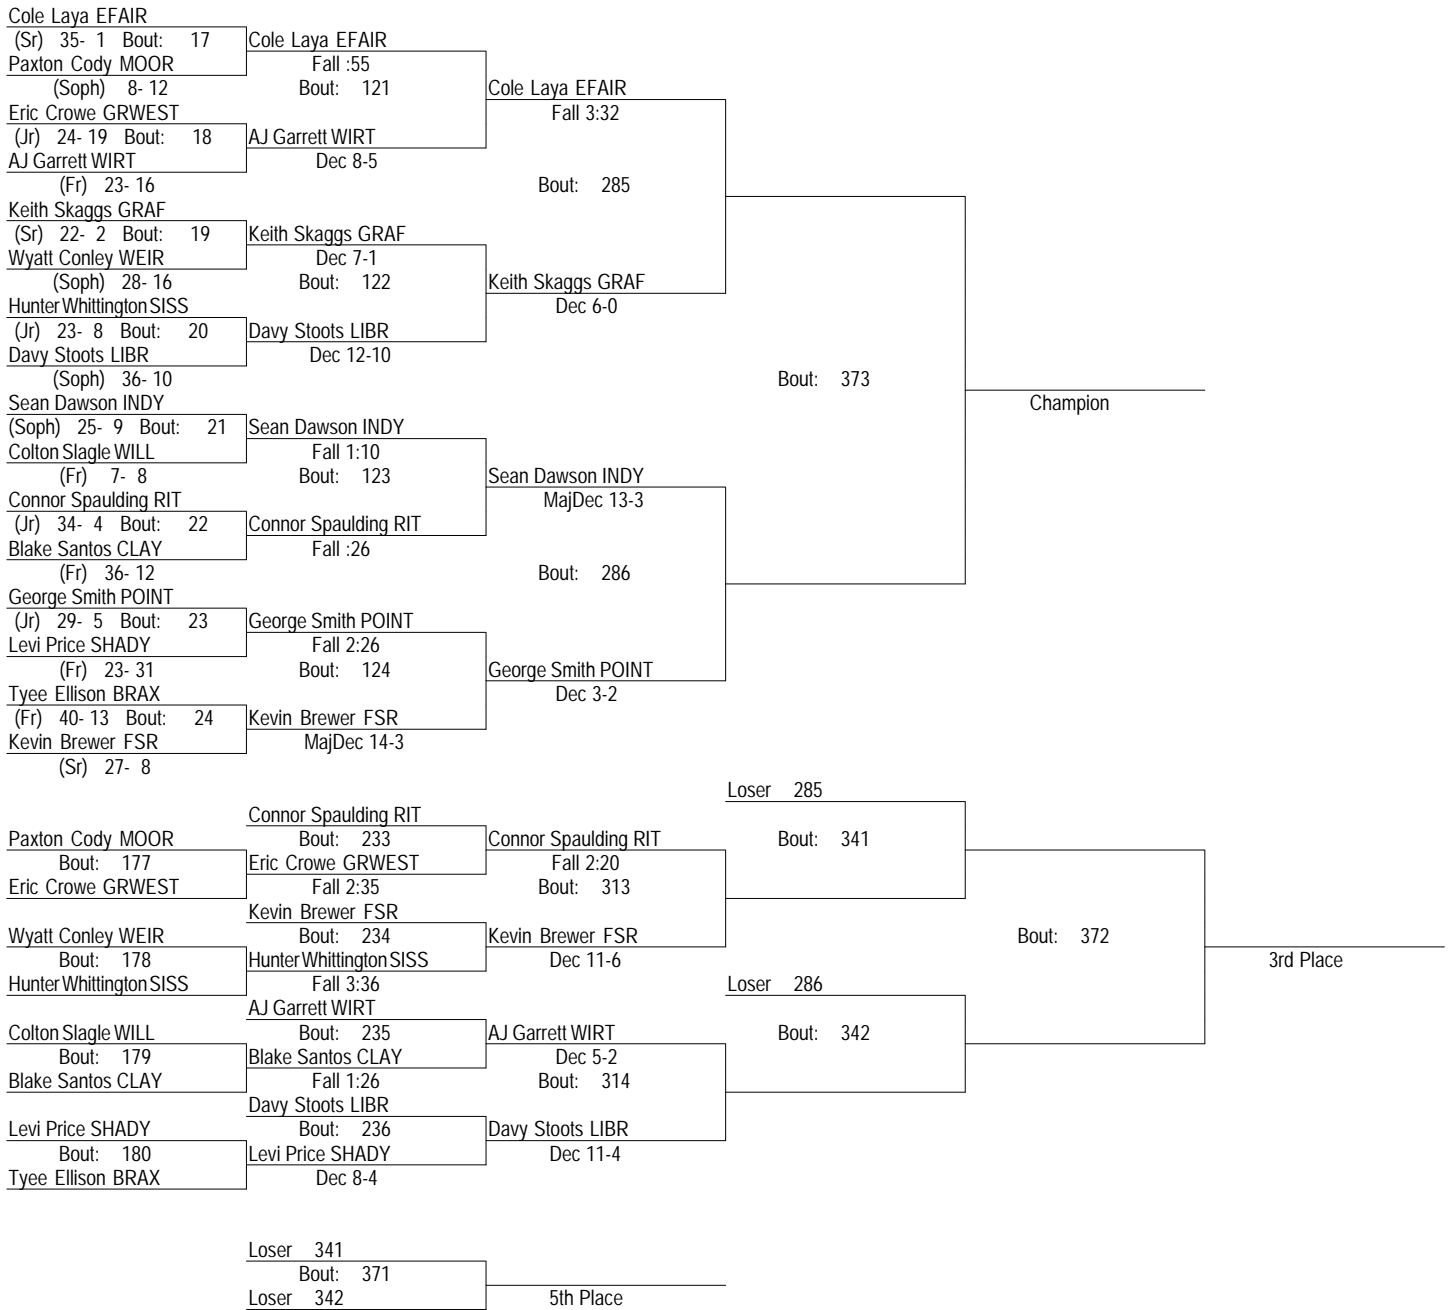 Cole Laya EFAIR
(Sr) 35- 1 Bout: 17 Cole Laya EFAIR
Paxton Cody MOOR Fall :55
(Soph) 8- 12 Bout: 121 Cole Laya EFAIR
Eric Crowe GRWEST Fall 3:32
(Jr) 24- 19 Bout: 18 AJ Garrett WIRT
AJ Garrett WIRT Dec 8-5
(Fr) 23- 16 Bout: 285
Keith Skaggs GRAF
(Sr) 22- 2 Bout: 19 Keith Skaggs GRAF
Wyatt Conley WEIR Dec 7-1
(Soph) 28- 16 Bout: 122 Keith Skaggs GRAF
Hunter Whittington SISS Dec 6-0
(Jr) 23- 8 Bout: 20 Davy Stoots LIBR
Davy Stoots LIBR Dec 12-10
(Soph) 36- 10 Bout: 373
Sean Dawson INDY Champion
(Soph) 25- 9 Bout: 21 Sean Dawson INDY
Colton Slagle WILL Fall 1:10
(Fr) 7- 8 Bout: 123 Sean Dawson INDY
Connor Spaulding RIT MajDec 13-3
(Jr) 34- 4 Bout: 22 Connor Spaulding RIT
Blake Santos CLAY Fall :26
(Fr) 36- 12 Bout: 286
George Smith POINT
(Jr) 29- 5 Bout: 23 George Smith POINT
Levi Price SHADY Fall 2:26
(Fr) 23- 31 Bout: 124 George Smith POINT
Tyee Ellison BRAX Dec 3-2
(Fr) 40- 13 Bout: 24 Kevin Brewer FSR
Kevin Brewer FSR MajDec 14-3
(Sr) 27- 8
Loser 285
Connor Spaulding RIT
Paxton Cody MOOR Bout: 233 Connor Spaulding RIT Bout: 341
Bout: 177 Eric Crowe GRWEST Fall 2:20
Eric Crowe GRWEST Fall 2:35 Bout: 313
Kevin Brewer FSR
Wyatt Conley WEIR Bout: 234 Kevin Brewer FSR Bout: 372
Bout: 178 Hunter Whittington SISS Dec 11-6 3rd Place
Hunter Whittington SISS Fall 3:36 Loser 286
AJ Garrett WIRT
Colton Slagle WILL Bout: 235 AJ Garrett WIRT Bout: 342
Bout: 179 Blake Santos CLAY Dec 5-2
Blake Santos CLAY Fall 1:26 Bout: 314
Davy Stoots LIBR
Levi Price SHADY Bout: 236 Davy Stoots LIBR
Bout: 180 Levi Price SHADY Dec 11-4
Tyee Ellison BRAX Dec 8-4
Loser 341
Bout: 371
Loser 342 5th Place